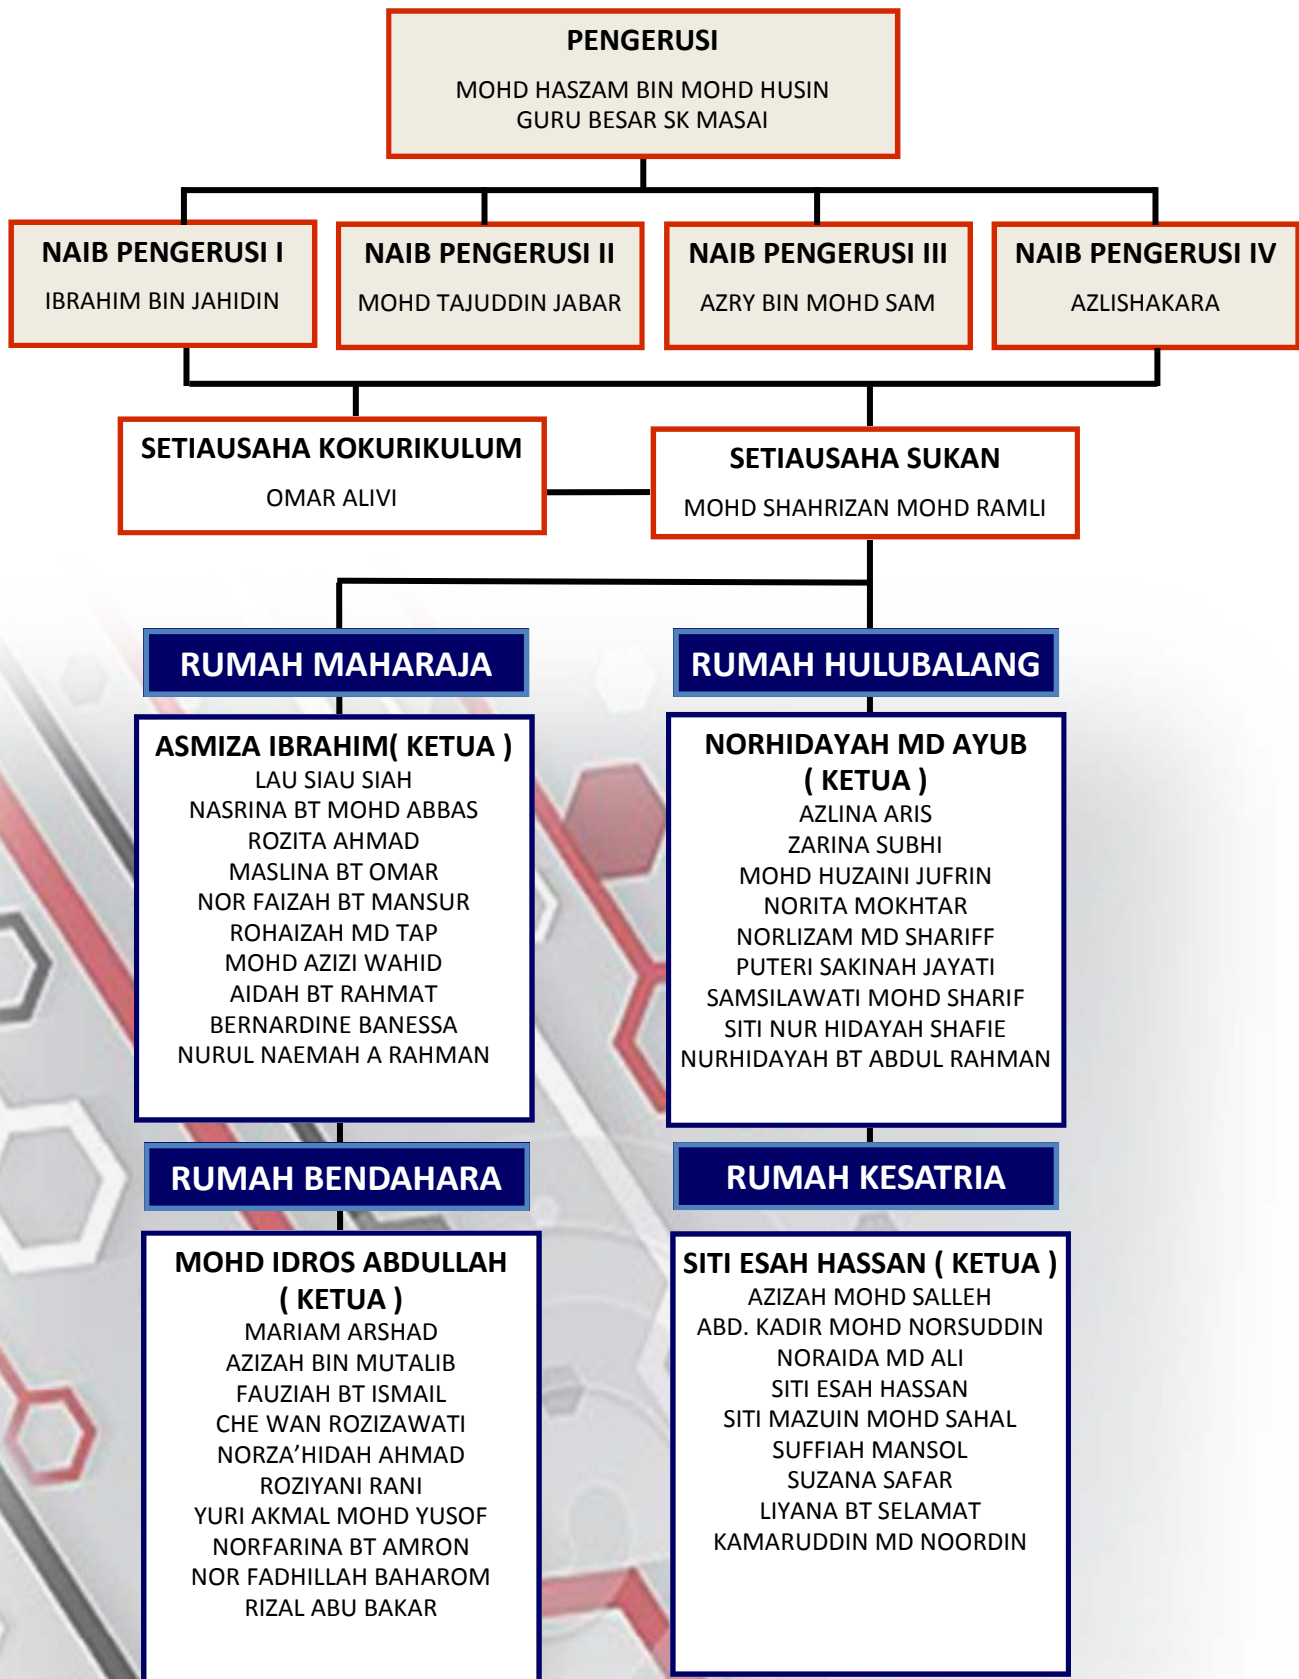 PENGERUSI
MOHD HASZAM BIN MOHD HUSIN
GURU BESAR SK MASAI
NAIB PENGERUSI I
IBRAHIM BIN JAHIDIN
NAIB PENGERUSI II
MOHD TAJUDDIN JABAR
NAIB PENGERUSI III
AZRY BIN MOHD SAM
NAIB PENGERUSI IV
AZLISHAKARA
SETIAUSAHA KOKURIKULUM
OMAR ALIVI
SETIAUSAHA SUKAN
MOHD SHAHRIZAN MOHD RAMLI
RUMAH MAHARAJA
ASMIZA IBRAHIM( KETUA )
LAU SIAU SIAH
NASRINA BT MOHD ABBAS
ROZITA AHMAD
MASLINA BT OMAR
NOR FAIZAH BT MANSUR
ROHAIZAH MD TAP
MOHD AZIZI WAHID
AIDAH BT RAHMAT
BERNARDINE BANESSA
NURUL NAEMAH A RAHMAN
RUMAH HULUBALANG
NORHIDAYAH MD AYUB
( KETUA )
AZLINA ARIS
ZARINA SUBHI
MOHD HUZAINI JUFRIN
NORITA MOKHTAR
NORLIZAM MD SHARIFF
PUTERI SAKINAH JAYATI
SAMSILAWATI MOHD SHARIF
SITI NUR HIDAYAH SHAFIE
NURHIDAYAH BT ABDUL RAHMAN
RUMAH BENDAHARA
MOHD IDROS ABDULLAH
( KETUA )
MARIAM ARSHAD
AZIZAH BIN MUTALIB
FAUZIAH BT ISMAIL
CHE WAN ROZIZAWATI
NORZA’HIDAH AHMAD
ROZIYANI RANI
YURI AKMAL MOHD YUSOF
NORFARINA BT AMRON
NOR FADHILLAH BAHAROM
RIZAL ABU BAKAR
RUMAH KESATRIA
SITI ESAH HASSAN ( KETUA )
AZIZAH MOHD SALLEH
ABD. KADIR MOHD NORSUDDIN
NORAIDA MD ALI
SITI ESAH HASSAN
SITI MAZUIN MOHD SAHAL
SUFFIAH MANSOL
SUZANA SAFAR
LIYANA BT SELAMAT
KAMARUDDIN MD NOORDIN